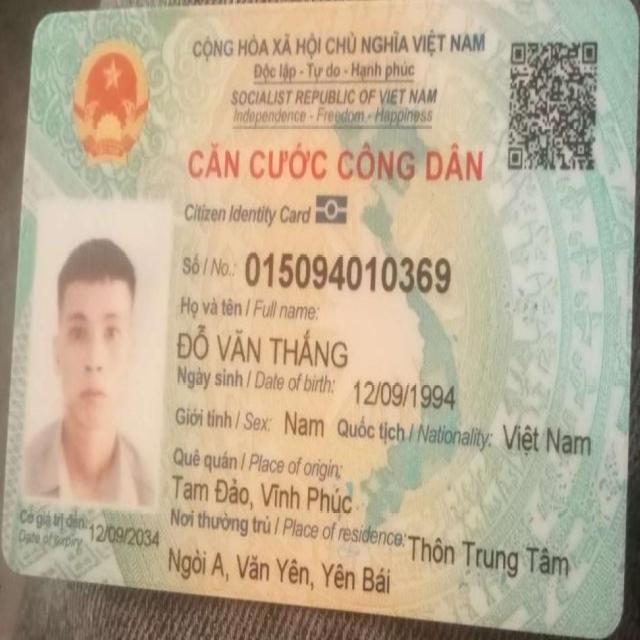 CỘNG HÒA XÃ HỘI CHỦ NGHĨA VIỆT NAM
Độc lập - Tự do - Hạnh phúc
SOCIALIST REPUBLIC OF VIET NAM
Independence - Freedom - Happiness
CĂN CƯỚC CÔNG DÂN
Citizen Identity Card
Số / No.: 015094010369
Họ và tên / Full name:
ĐỖ VĂN THẮNG
Ngày sinh / Date of birth: 12/09/1994
Giới tính / Sex: Nam Quốc tịch / Nationality: Việt Nam
Quê quán / Place of origin:
Tam Đảo, Vĩnh Phúc
Nơi thường trú / Place of residence: Thôn Trung Tâm
Ngòi A, Văn Yên, Yên Bái
Có giá trị đến: 12/09/2034
Date of expiry